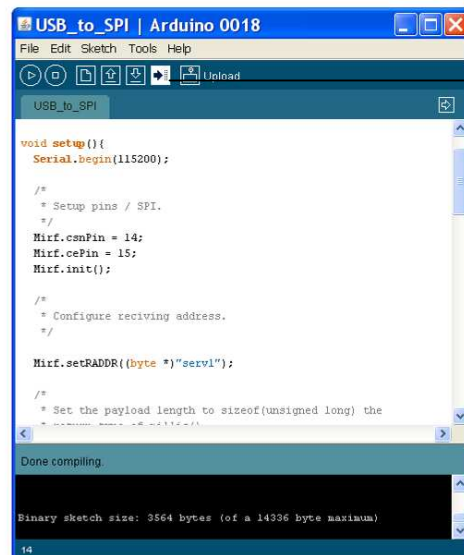 USB_to_SPI | Arduino 0018
File Edit Sketch Tools Help
Upload
USB_to_SPI
void setup(){
Serial.begin(115200);
/*
* Setup pins / SPI.
*/
Mirf.csnPin = 14;
Mirf.cePin = 15;
Mirf.init();
/*
* Configure reciving address.
*/
Mirf.setRADDR((byte *)"serv1");
/*
* Set the payload length to sizeof(unsigned long) the
Done compiling.
Binary sketch size: 3564 bytes (of a 14336 byte maximum)
14